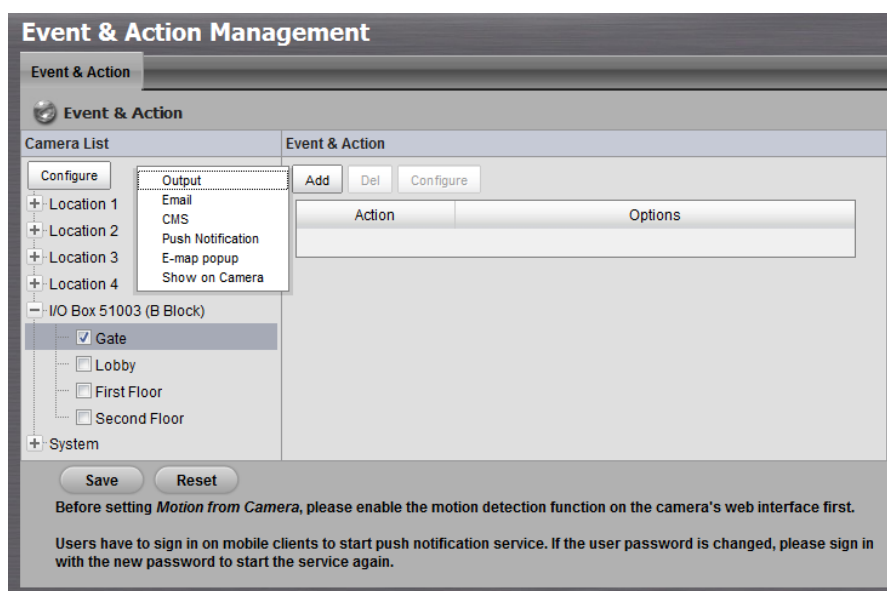 Event & Action Management
Event & Action
Event & Action
Camera List
Event & Action
Configure
Output
Email
CMS
Push Notification
E-map popup
Show on Camera
Add
Del
Configure
Action
Options
Location 1
Location 2
Location 3
Location 4
I/O Box 51003 (B Block)
Gate
Lobby
First Floor
Second Floor
System
Save
Reset
Before setting Motion from Camera, please enable the motion detection function on the camera's web interface first.
Users have to sign in on mobile clients to start push notification service. If the user password is changed, please sign in
with the new password to start the service again.